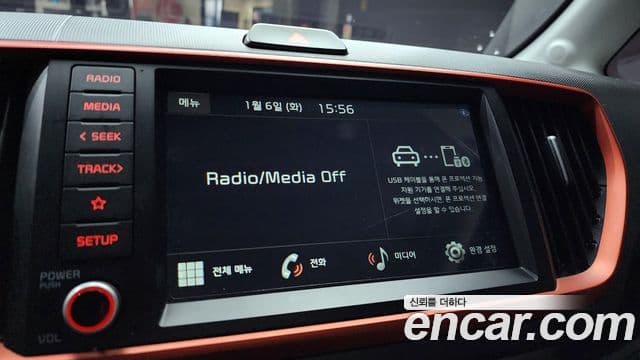 RADIO
MEDIA
< SEEK
TRACK>
SETUP
POWER
PUSH
VOL
메뉴
1월 6일 (화)
15:56
Radio/Media Off
USB 케이블을 통해 폰 프로젝션 기능
지원 기기를 연결해 주십시오.
위젯을 선택하시면, 폰 프로젝션 연결
설정을 할 수 있습니다.
전체 메뉴
전화
미디어
환경 설정
신뢰를 더하다
encar.com